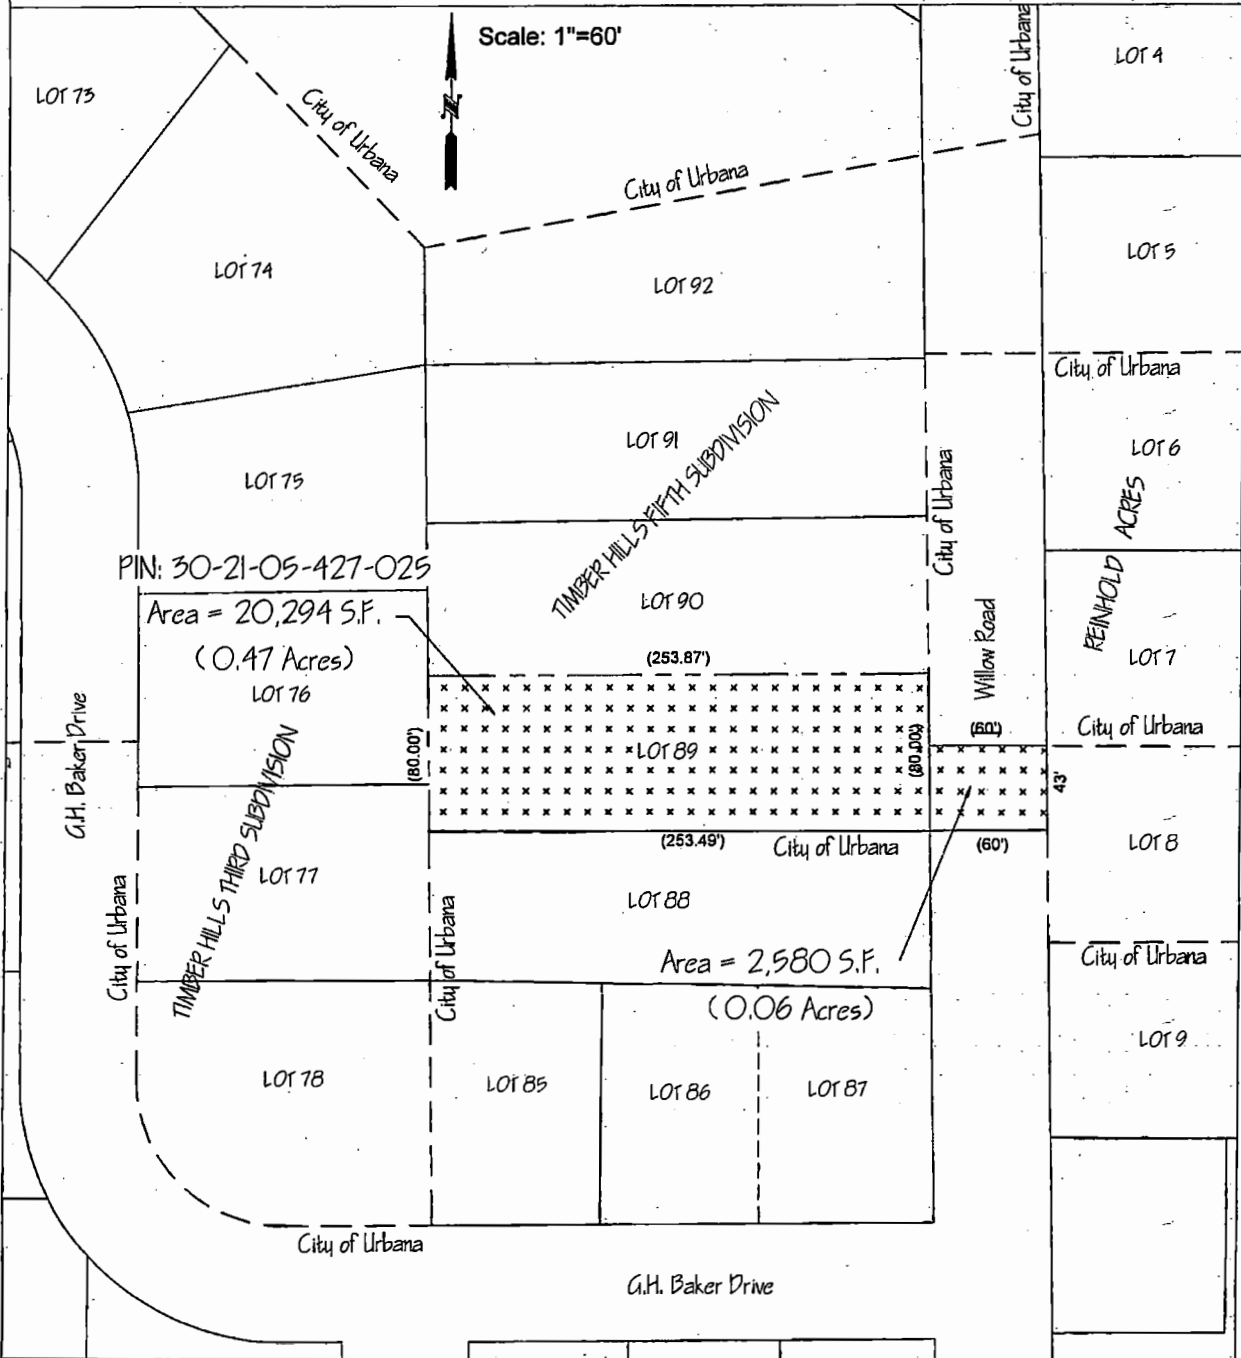 Scale: 1"=60'
N
City of Urbana
LOT 4
LOT 73
City of Urbana
City of Urbana
LOT 5
LOT 74
LOT 92
City of Urbana
LOT 91
LOT 6
LOT 75
TIMBER HILLS FIFTH SUBDIVISION
City of Urbana
REINHOLD ACRES
PIN: 30-21-05-427-025
Area = 20,294 S.F.
(0.47 Acres)
LOT 90
(253.87')
Willow Road
LOT 7
LOT 76
G.H. Baker Drive
(80.00')
LOT 89
(80.00')
(60')
City of Urbana
43'
(253.49')
City of Urbana
(60')
LOT 8
TIMBER HILLS THIRD SUBDIVISION
LOT 77
City of Urbana
City of Urbana
LOT 88
Area = 2,580 S.F.
(0.06 Acres)
City of Urbana
LOT 9
LOT 78
LOT 85
LOT 86
LOT 87
City of Urbana
G.H. Baker Drive